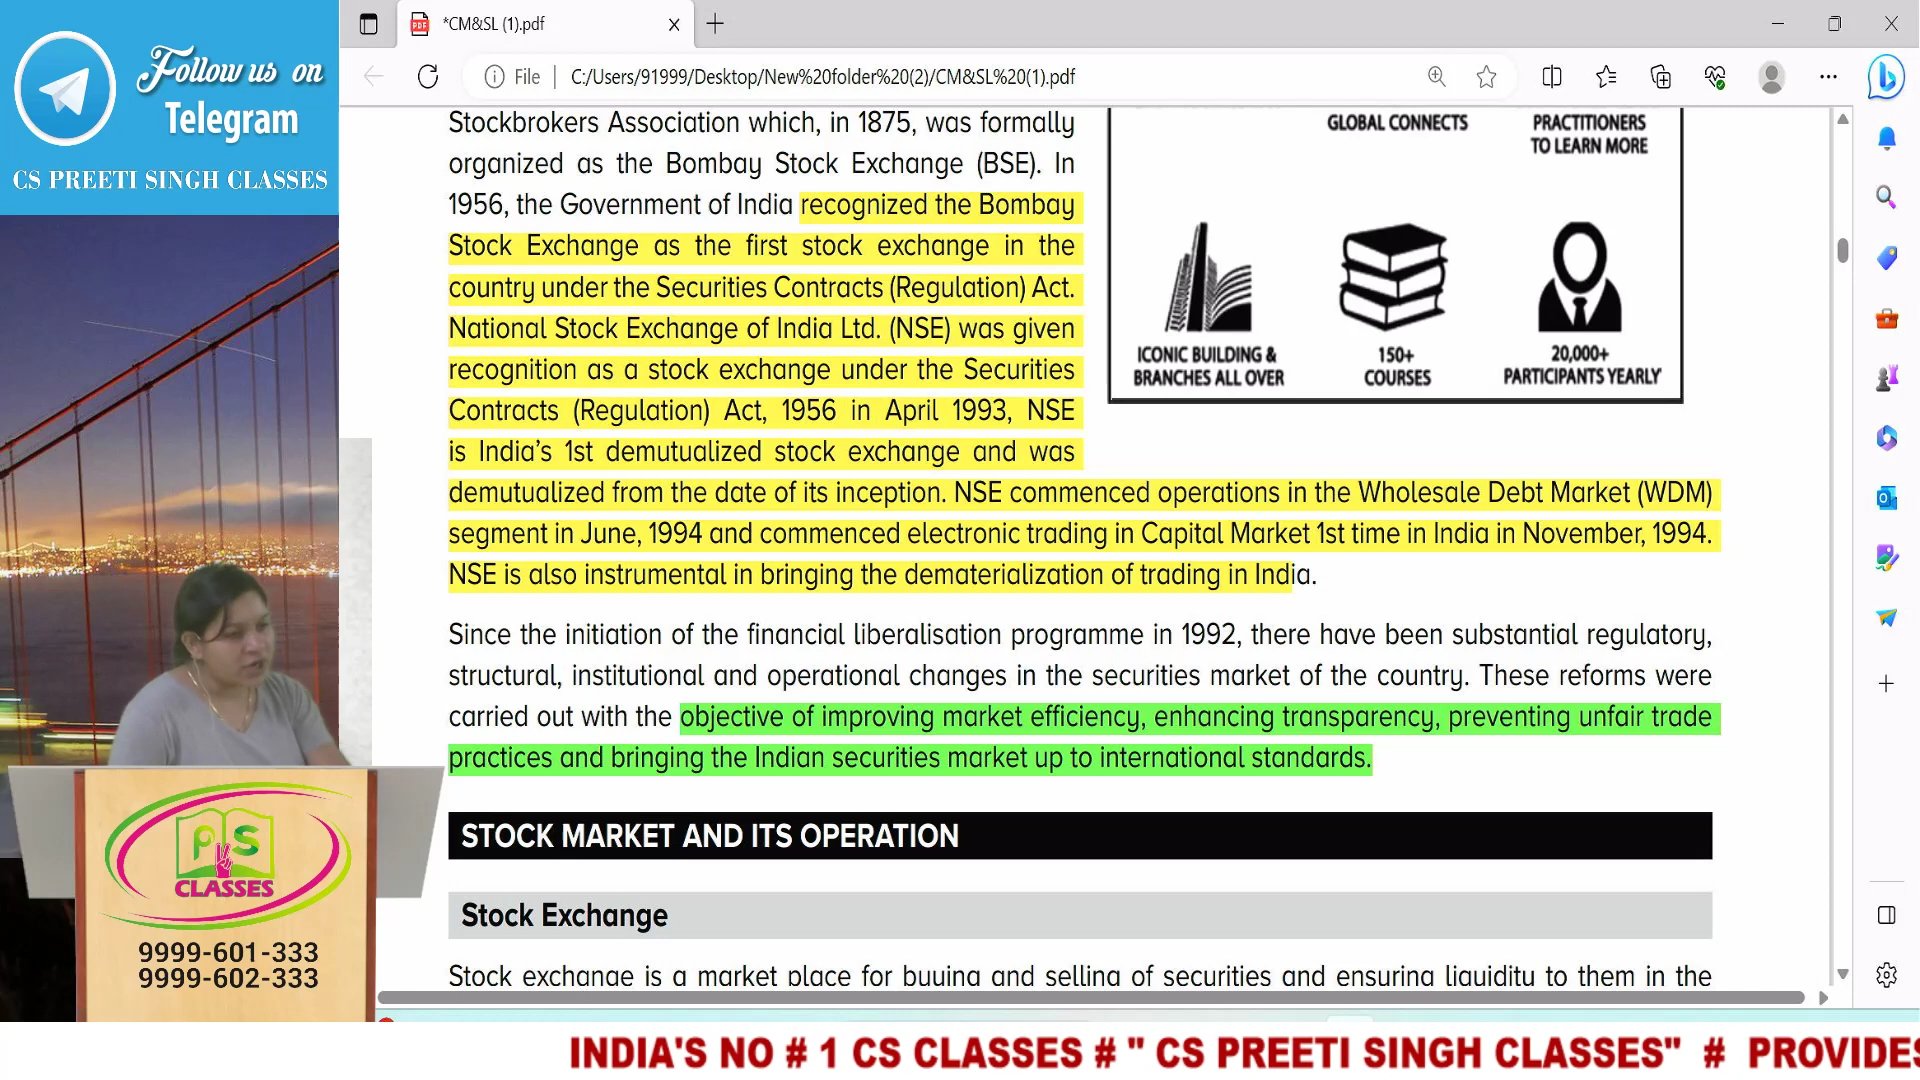 Follow us on
Telegram
CS PREETI SINGH CLASSES
*CM&SL (1).pdf
File
C:/Users/91999/Desktop/New%20folder%20(2)/CM&SL%20(1).pdf
Stockbrokers Association which, in 1875, was formally
organized as the Bombay Stock Exchange (BSE). In
1956, the Government of India recognized the Bombay
Stock Exchange as the first stock exchange in the
country under the Securities Contracts (Regulation) Act.
National Stock Exchange of India Ltd. (NSE) was given
recognition as a stock exchange under the Securities
Contracts (Regulation) Act, 1956 in April 1993, NSE
is India’s 1st demutualized stock exchange and was
demutualized from the date of its inception. NSE commenced operations in the Wholesale Debt Market (WDM)
segment in June, 1994 and commenced electronic trading in Capital Market 1st time in India in November, 1994.
NSE is also instrumental in bringing the dematerialization of trading in India.
GLOBAL CONNECTS
PRACTITIONERS
TO LEARN MORE
ICONIC BUILDING &
BRANCHES ALL OVER
150+
COURSES
20,000+
PARTICIPANTS YEARLY
Since the initiation of the financial liberalisation programme in 1992, there have been substantial regulatory,
structural, institutional and operational changes in the securities market of the country. These reforms were
carried out with the objective of improving market efficiency, enhancing transparency, preventing unfair trade
practices and bringing the Indian securities market up to international standards.
STOCK MARKET AND ITS OPERATION
Stock Exchange
Stock exchange is a market place for buying and selling of securities and ensuring liquidity to them in the
PS
CLASSES
9999-601-333
9999-602-333
INDIA'S NO # 1 CS CLASSES # " CS PREETI SINGH CLASSES" # PROVIDES